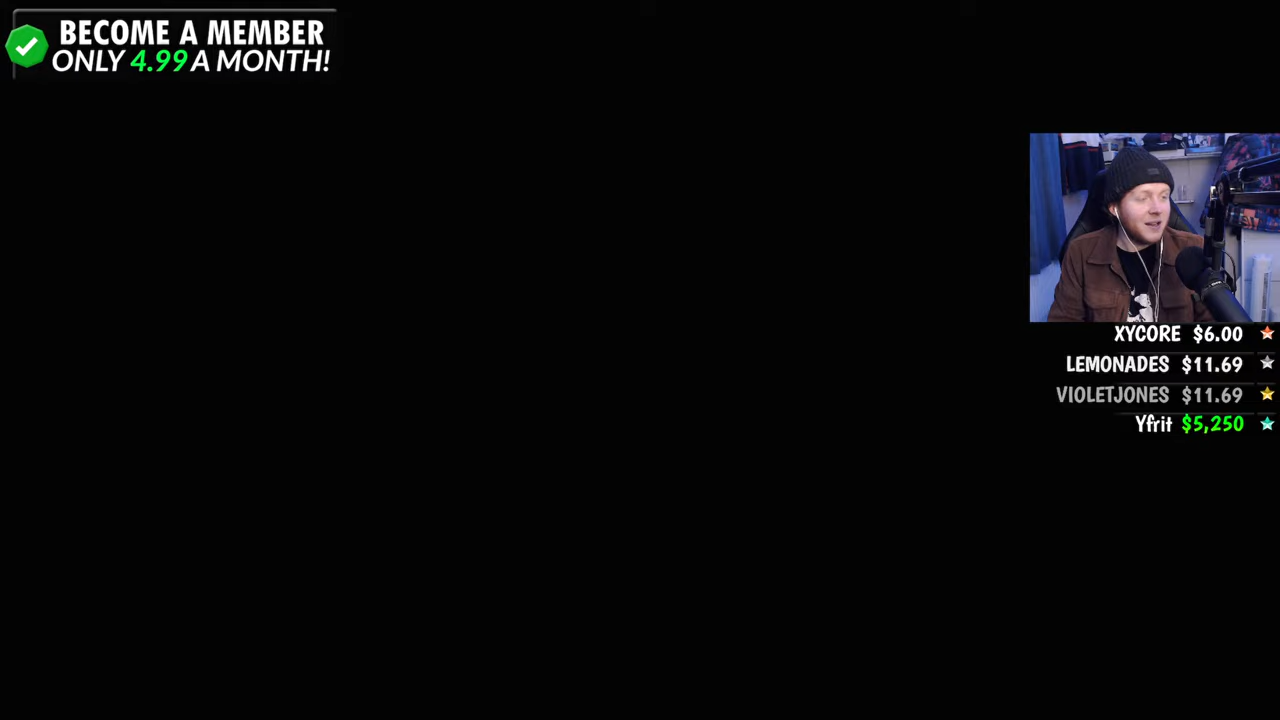 BECOME A MEMBER
ONLY 4.99 A MONTH!
XYCORE $6.00
LEMONADES $11.69
VIOLETJONES $11.69
Yfrit $5,250